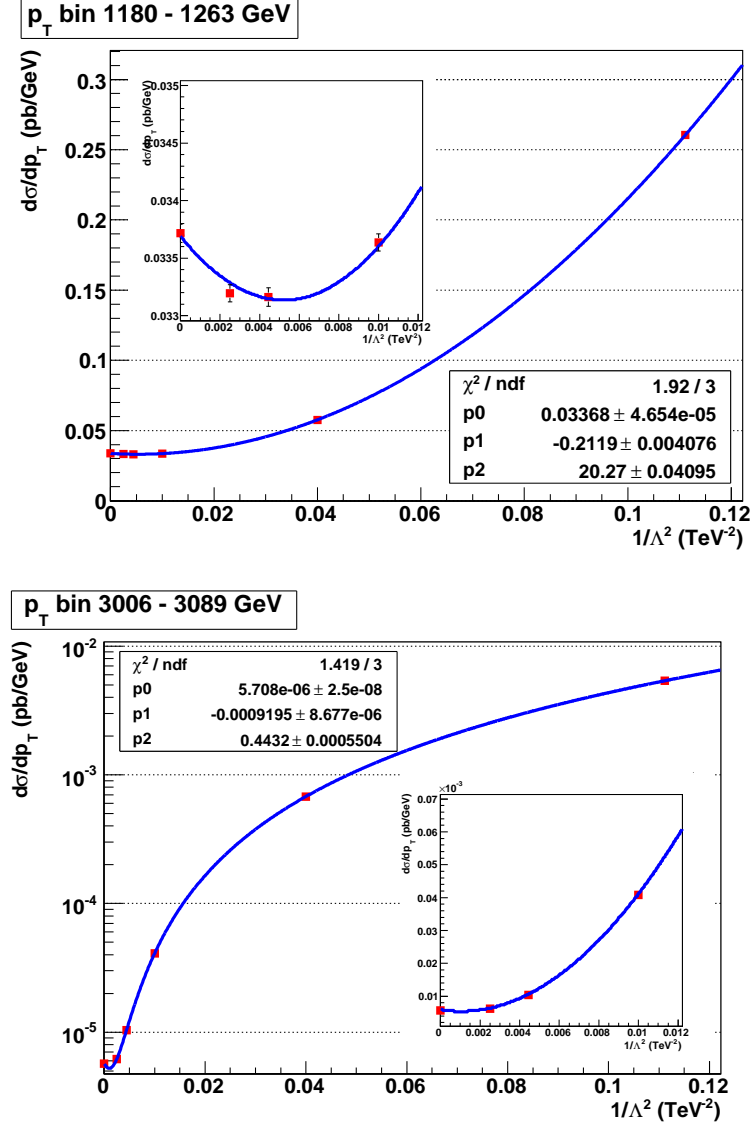 p_T bin 1180 - 1263 GeV
dσ/dp_T (pb/GeV)
0.3
0.25
0.2
0.15
0.1
0.05
0
0 0.02 0.04 0.06 0.08 0.1 0.12
1/Λ² (TeV⁻²)
dσ/dp_T (pb/GeV)
0.035
0.0345
0.034
0.0335
0.033
0 0.002 0.004 0.006 0.008 0.01 0.012
1/Λ² (TeV⁻²)
χ² / ndf 1.92 / 3
p0 0.03368 ± 4.654e-05
p1 -0.2119 ± 0.004076
p2 20.27 ± 0.04095
p_T bin 3006 - 3089 GeV
dσ/dp_T (pb/GeV)
10⁻²
10⁻³
10⁻⁴
10⁻⁵
0 0.02 0.04 0.06 0.08 0.1 0.12
1/Λ² (TeV⁻²)
χ² / ndf 1.419 / 3
p0 5.708e-06 ± 2.5e-08
p1 -0.0009195 ± 8.677e-06
p2 0.4432 ± 0.0005504
×10⁻³
dσ/dp_T (pb/GeV)
0.07
0.06
0.05
0.04
0.03
0.02
0.01
0 0.002 0.004 0.006 0.008 0.01 0.012
1/Λ² (TeV⁻²)